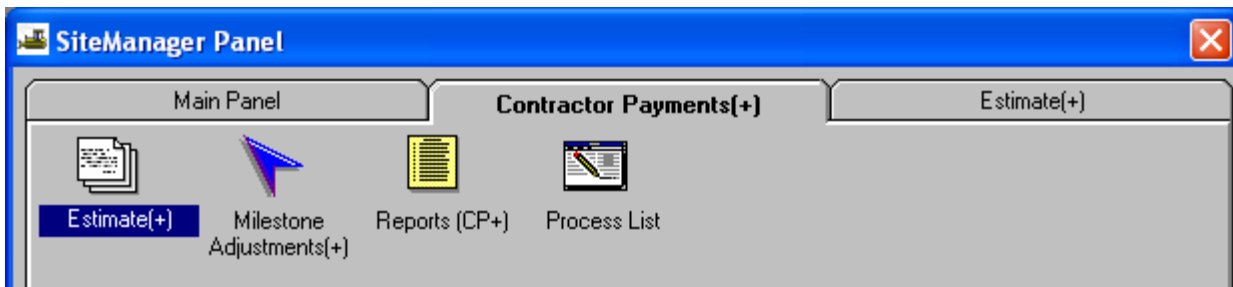 SiteManager Panel
Main Panel
Contractor Payments(+)
Estimate(+)
Estimate(+)
Milestone
Adjustments(+)
Reports (CP+)
Process List